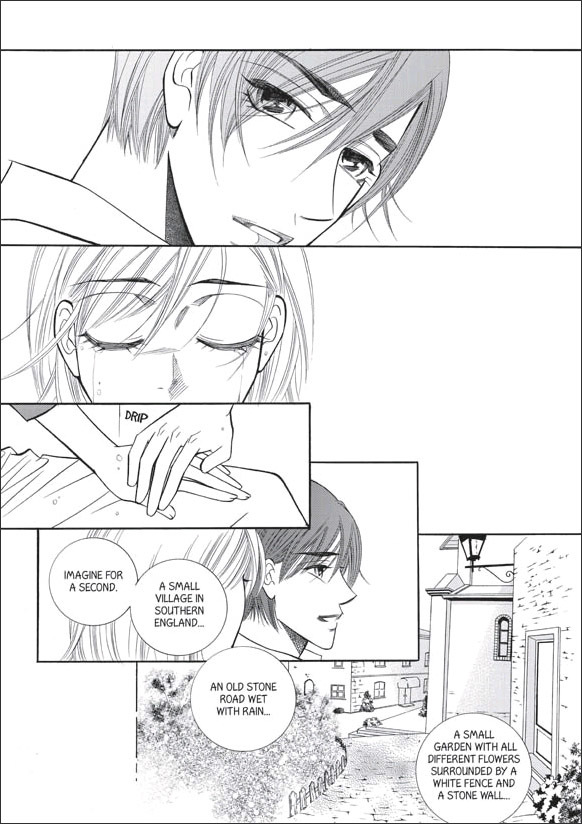 DRIP
IMAGINE FOR
A SECOND.
A SMALL
VILLAGE IN
SOUTHERN
ENGLAND...
AN OLD STONE
ROAD WET
WITH RAIN...
A SMALL
GARDEN WITH ALL
DIFFERENT FLOWERS
SURROUNDED BY A
WHITE FENCE AND
A STONE WALL...